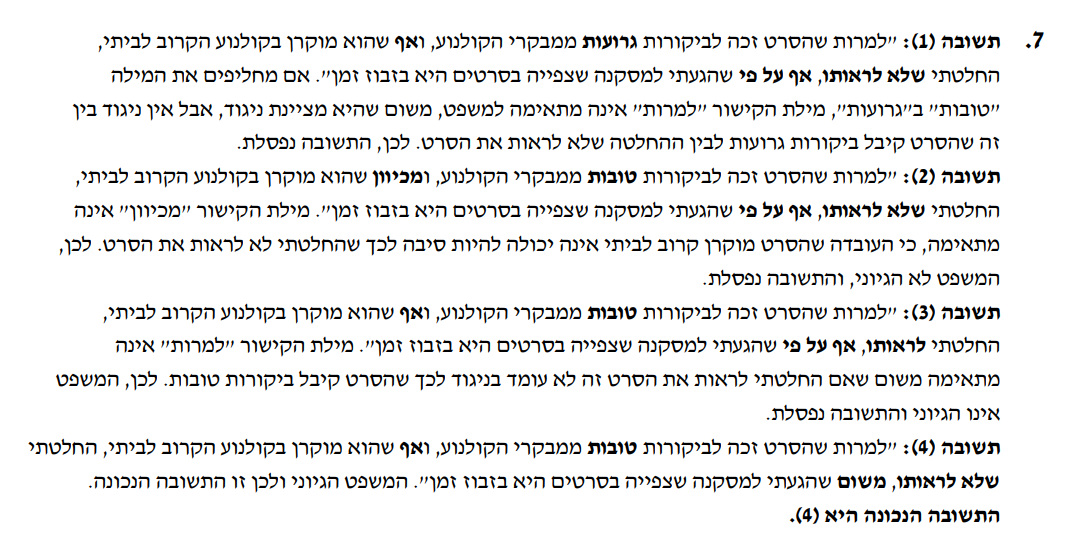 7. תשובה (1): "למרות שהסרט זכה לביקורות גרועות ממבקרי הקולנוע, ואף שהוא מוקרן בקולנוע הקרוב לביתי,
החלטתי שלא לראותו, אף על פי שהגעתי למסקנה שצפייה בסרטים היא בזבוז זמן". אם מחליפים את המילה
"טובות" ב"גרועות", מילת הקישור "למרות" אינה מתאימה למשפט, משום שהיא מציינת ניגוד, אבל אין ניגוד בין
זה שהסרט קיבל ביקורות גרועות לבין ההחלטה שלא לראות את הסרט. לכן, התשובה נפסלת.
תשובה (2): "למרות שהסרט זכה לביקורות טובות ממבקרי הקולנוע, ומכיוון שהוא מוקרן בקולנוע הקרוב לביתי,
החלטתי שלא לראותו, אף על פי שהגעתי למסקנה שצפייה בסרטים היא בזבוז זמן". מילת הקישור "מכיוון" אינה
מתאימה, כי העובדה שהסרט מוקרן קרוב לביתי אינה יכולה להיות סיבה לכך שהחלטתי לא לראות את הסרט. לכן,
המשפט לא הגיוני, והתשובה נפסלת.
תשובה (3): "למרות שהסרט זכה לביקורות טובות ממבקרי הקולנוע, ואף שהוא מוקרן בקולנוע הקרוב לביתי,
החלטתי לראותו, אף על פי שהגעתי למסקנה שצפייה בסרטים היא בזבוז זמן". מילת הקישור "למרות" אינה
מתאימה משום שאם החלטתי לראות את הסרט זה לא עומד בניגוד לכך שהסרט קיבל ביקורות טובות. לכן, המשפט
אינו הגיוני והתשובה נפסלת.
תשובה (4): "למרות שהסרט זכה לביקורות טובות ממבקרי הקולנוע, ואף שהוא מוקרן בקולנוע הקרוב לביתי, החלטתי
שלא לראותו, משום שהגעתי למסקנה שצפייה בסרטים היא בזבוז זמן". המשפט הגיוני ולכן זו התשובה הנכונה.
התשובה הנכונה היא (4).